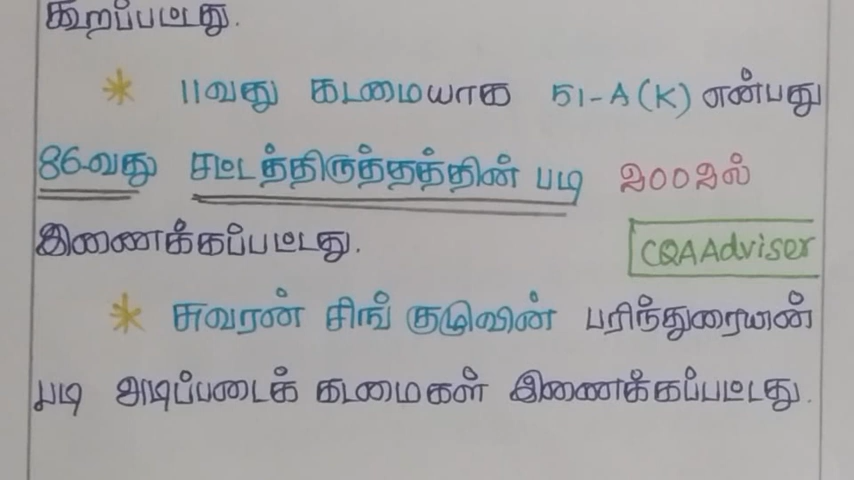 கூறப்பட்டது.
* 11வது கடமையாக 51-A(K) என்பது
86-வது சட்டத்திருத்தத்தின் படி 2002ல்
இணைக்கப்பட்டது.
CQAAdviser
* சுவரன் சிங் குழுவின் பரிந்துரையின்
படி அடிப்படைக் கடமைகள் இணைக்கப்பட்டது.